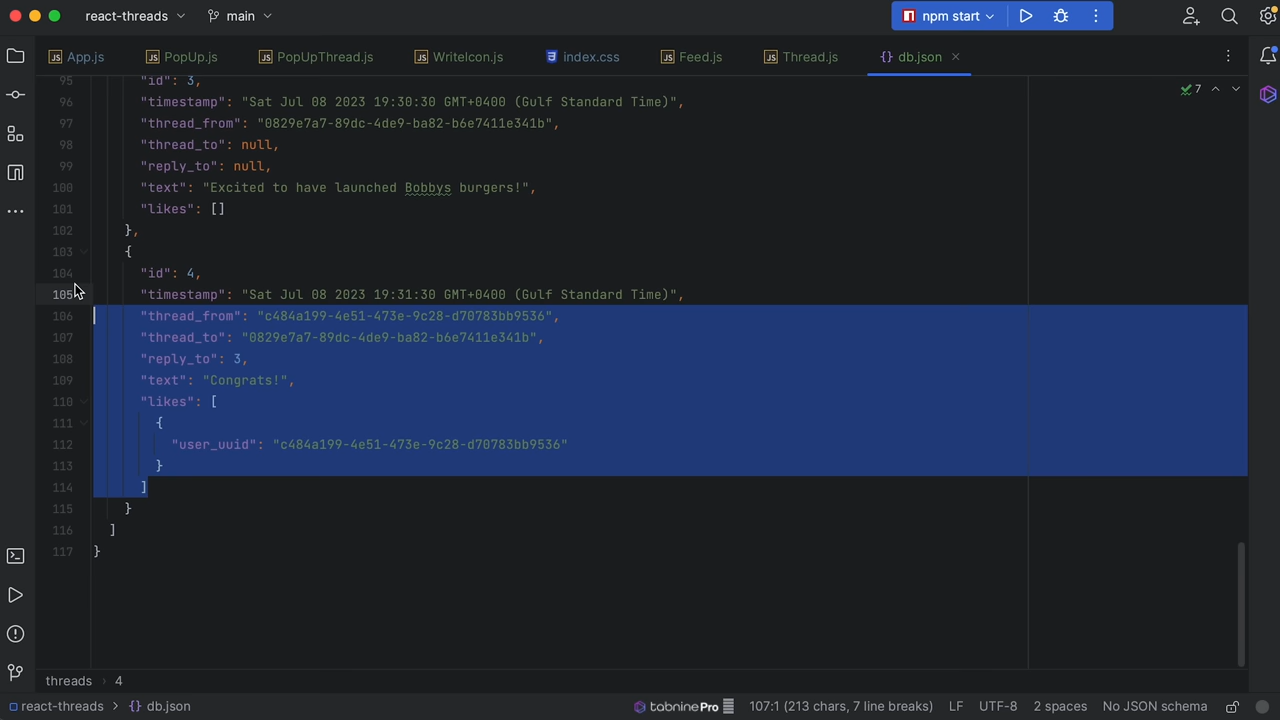 react-threads main npm start
App.js PopUp.js PopUpThread.js WriteIcon.js index.css Feed.js Thread.js db.json
95 "id": 3,
7
96 "timestamp": "Sat Jul 08 2023 19:30:30 GMT+0400 (Gulf Standard Time)",
97 "thread_from": "0829e7a7-89dc-4de9-ba82-b6e7411e341b",
98 "thread_to": null,
99 "reply_to": null,
100 "text": "Excited to have launched Bobbys burgers!",
101 "likes": []
102 },
103 {
104 "id": 4,
105 "timestamp": "Sat Jul 08 2023 19:31:30 GMT+0400 (Gulf Standard Time)",
106 "thread_from": "c484a199-4e51-473e-9c28-d70783bb9536",
107 "thread_to": "0829e7a7-89dc-4de9-ba82-b6e7411e341b",
108 "reply_to": 3,
109 "text": "Congrats!",
110 "likes": [
111 {
112 "user_uuid": "c484a199-4e51-473e-9c28-d70783bb9536"
113 }
114 ]
115 }
116 ]
117 }
threads › 4
react-threads › {} db.json tabnine Pro 107:1 (213 chars, 7 line breaks) LF UTF-8 2 spaces No JSON schema